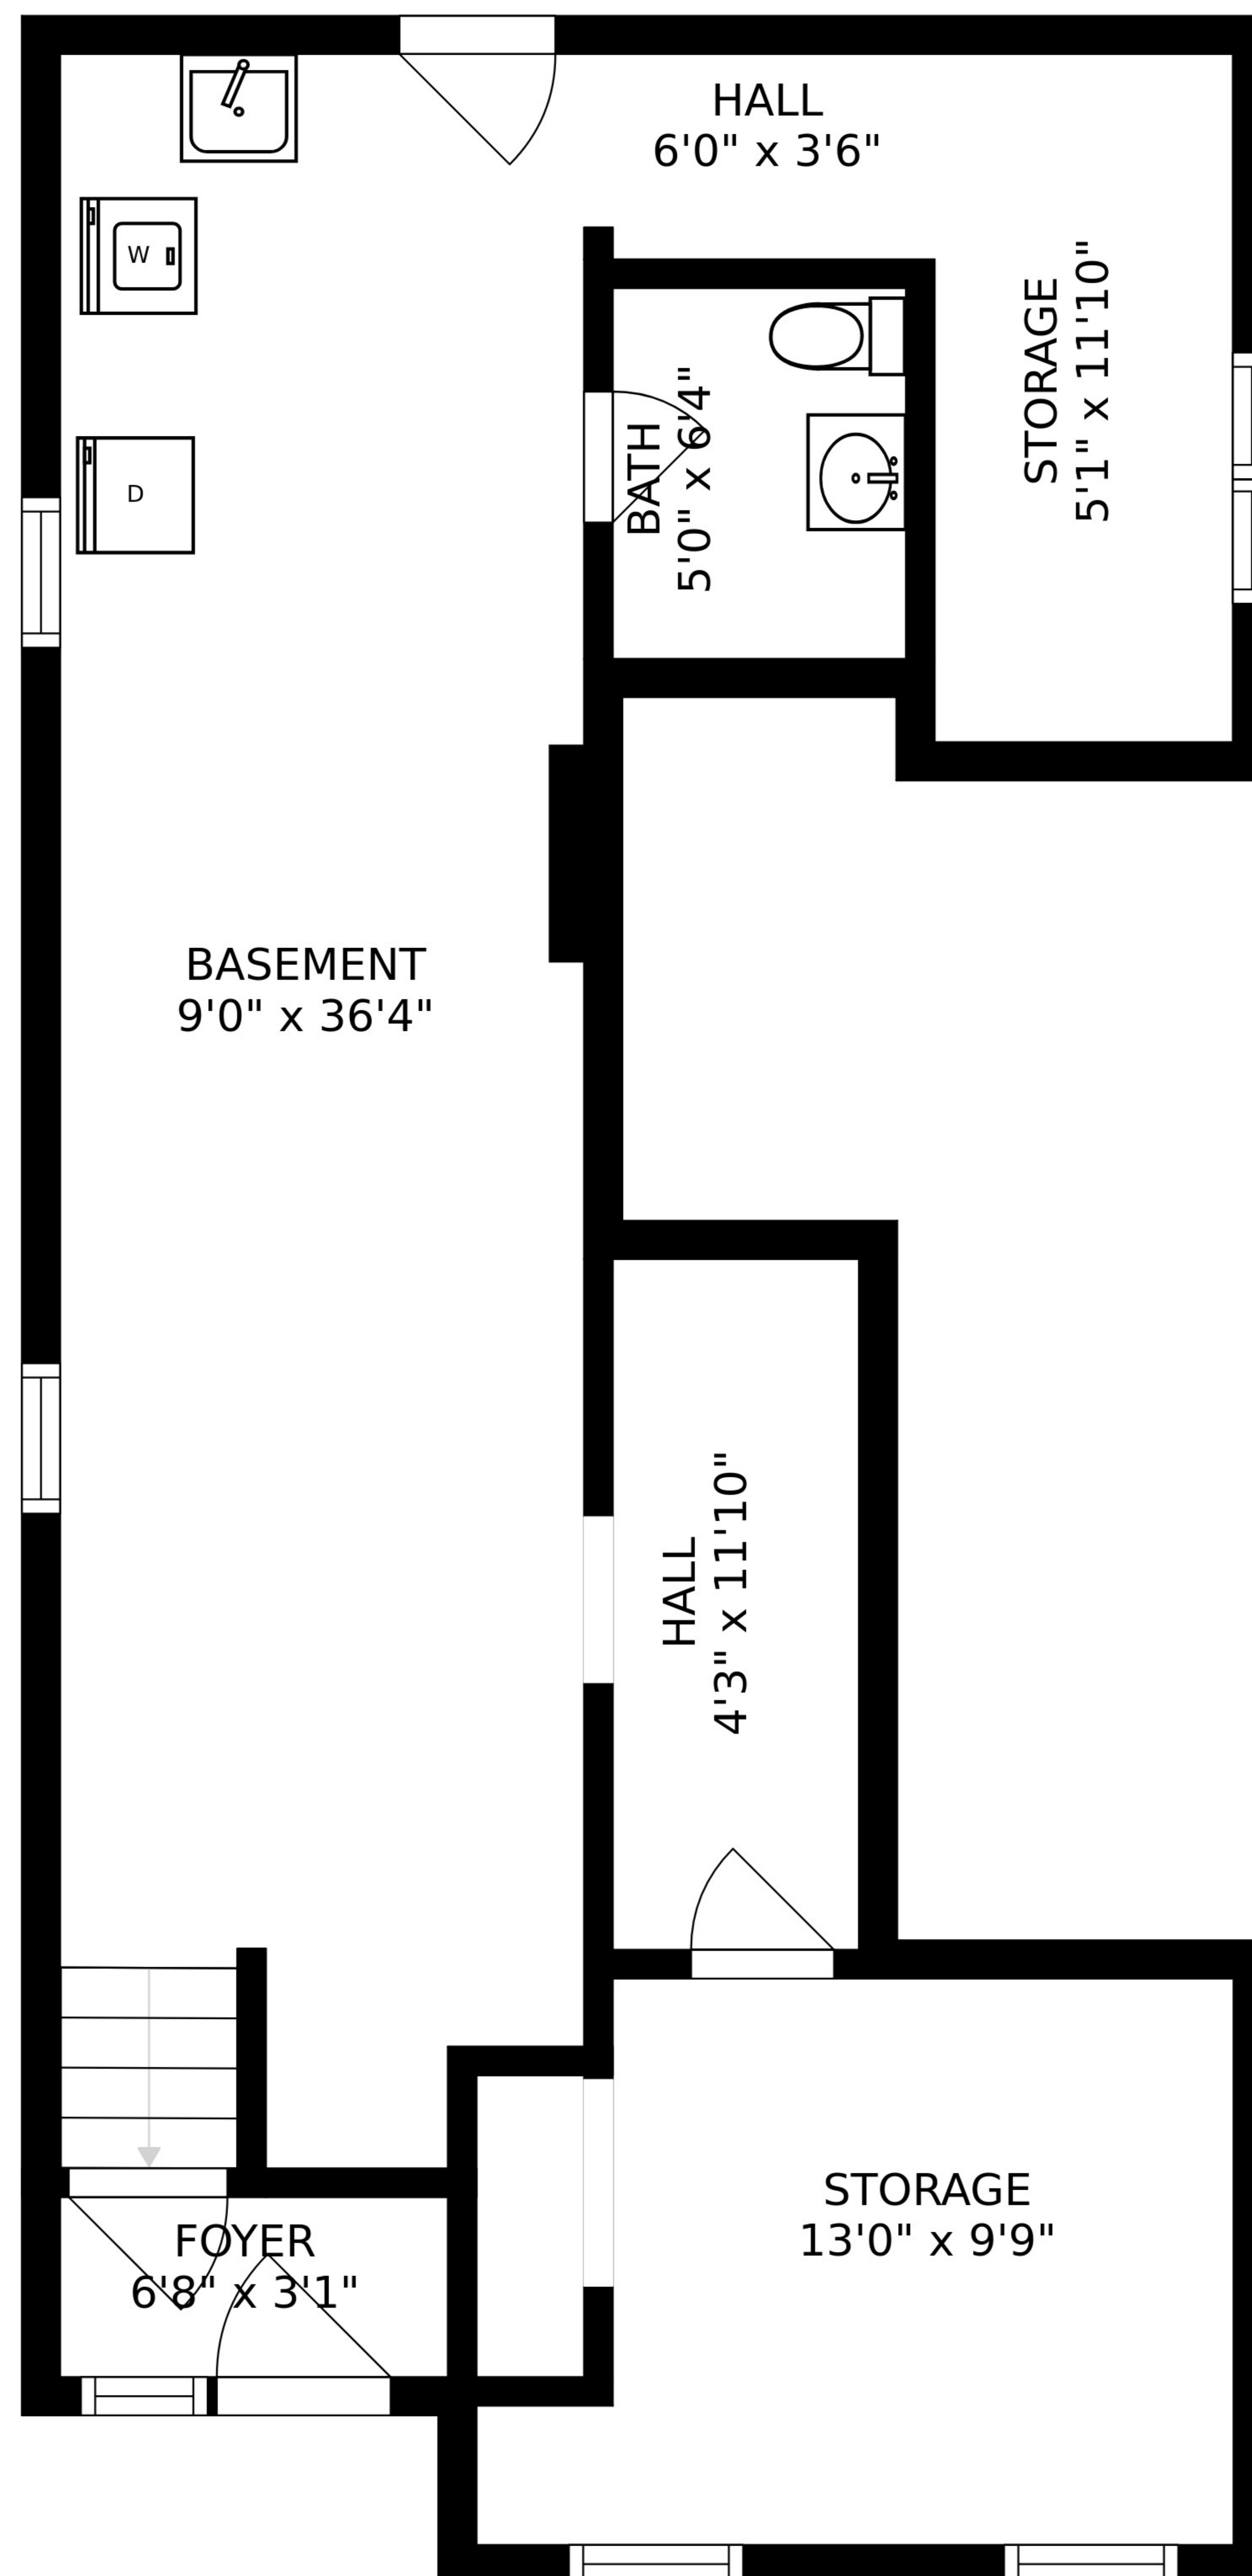 HALL
6'0" x 3'6"
W
STORAGE
5'1" x 11'10"
BATH
5'0" x 6'4"
D
BASEMENT
9'0" x 36'4"
HALL
4'3" x 11'10"
STORAGE
13'0" x 9'9"
FOYER
6'8" x 3'1"